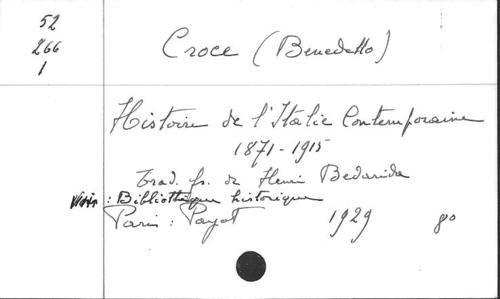 52
266
1
Croce (Benedetto)
Histoire de l'Italie Contemporaine
1871-1915
Trad. fr. de Henri Bedarida
Voir : Bibliothèque historique
Paris : Payot 1929 8º